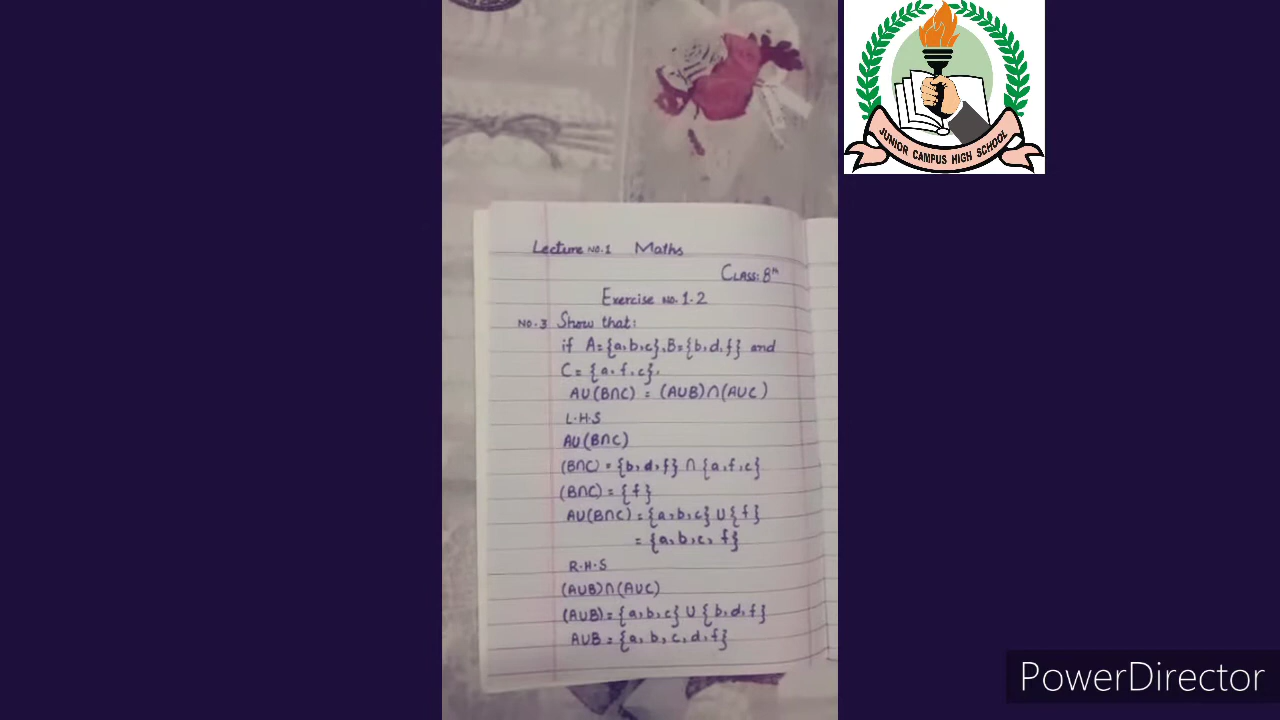 JUNIOR CAMPUS HIGH SCHOOL
Lecture NO.1 Maths
CLASS: 8th
Exercise NO. 1.2
NO.3 Show that:
if A={a,b,c},B={b,d,f} and
C={a,f,c}.
AU(B∩C) = (AUB)∩(AUC)
L.H.S
AU(B∩C)
(B∩C) = {b,d,f} ∩ {a,f,c}
(B∩C) = {f}
AU(B∩C) = {a,b,c} U {f}
= {a,b,c, f}
R.H.S
(AUB)∩(AUC)
(AUB) = {a,b,c} U {b,d,f}
AUB = {a, b, c, d, f}
PowerDirector